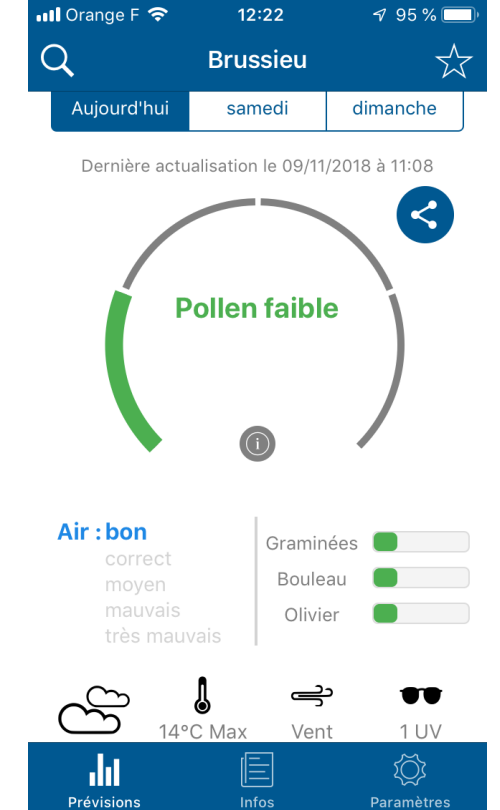 Orange F 12:22 95 %
Brussieu
Aujourd'hui samedi dimanche
Dernière actualisation le 09/11/2018 à 11:08
Pollen faible
i
Air : bon
correct
moyen
mauvais
très mauvais
Graminées
Bouleau
Olivier
14°C Max Vent 1 UV
Prévisions Infos Paramètres